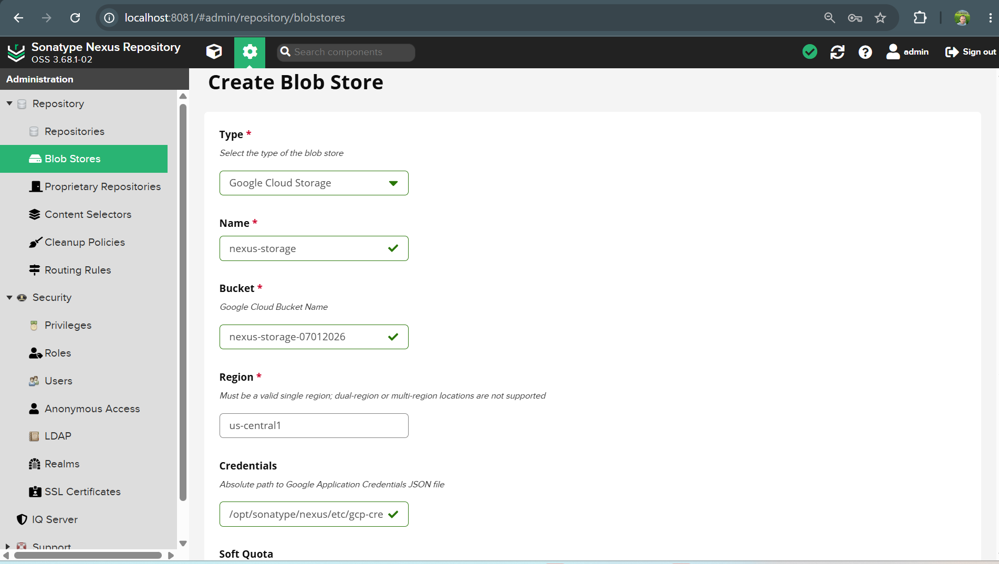 localhost:8081/#admin/repository/blobstores
Sonatype Nexus Repository
OSS 3.68.1-02
Search components
admin
Sign out
Administration
Repository
Repositories
Blob Stores
Proprietary Repositories
Content Selectors
Cleanup Policies
Routing Rules
Security
Privileges
Roles
Users
Anonymous Access
LDAP
Realms
SSL Certificates
IQ Server
Support
Create Blob Store
Type *
Select the type of the blob store
Google Cloud Storage
Name *
nexus-storage
Bucket *
Google Cloud Bucket Name
nexus-storage-07012026
Region *
Must be a valid single region; dual-region or multi-region locations are not supported
us-central1
Credentials
Absolute path to Google Application Credentials JSON file
/opt/sonatype/nexus/etc/gcp-cre
Soft Quota